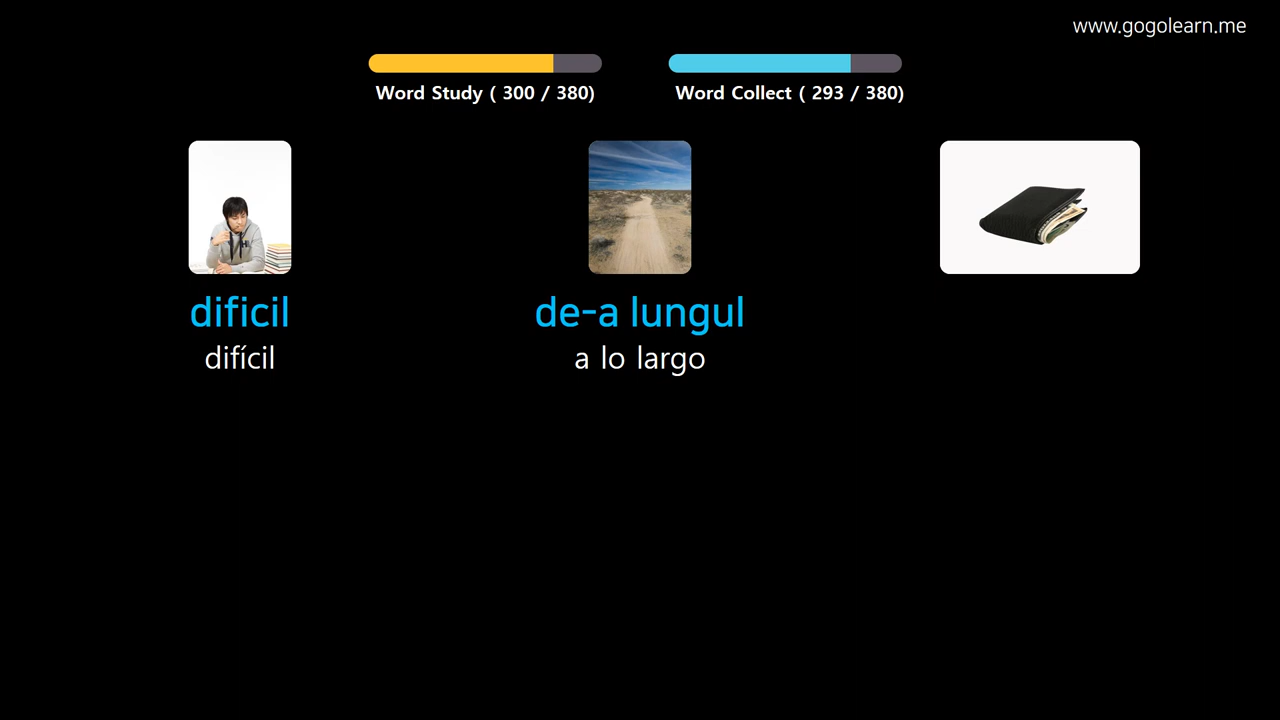 www.gogolearn.me
Word Study ( 300 / 380)
Word Collect ( 293 / 380)
dificil
difícil
de-a lungul
a lo largo